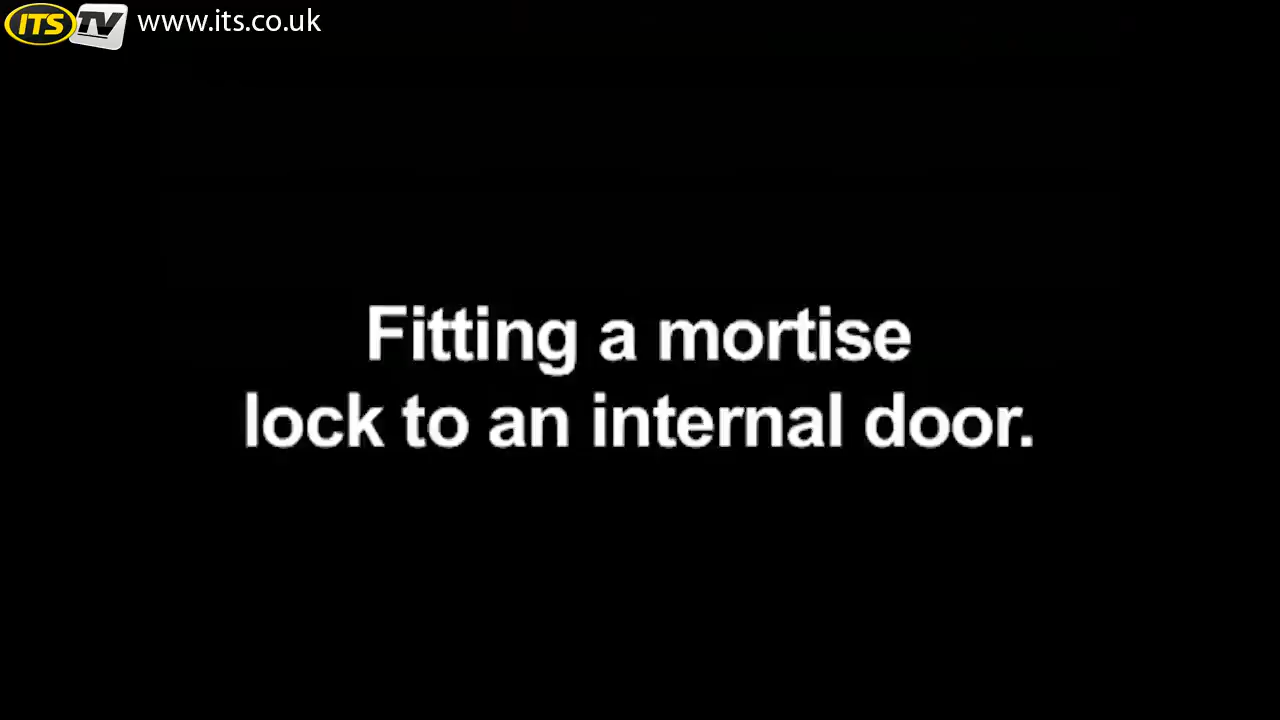 ITS TV www.its.co.uk
Fitting a mortise
lock to an internal door.